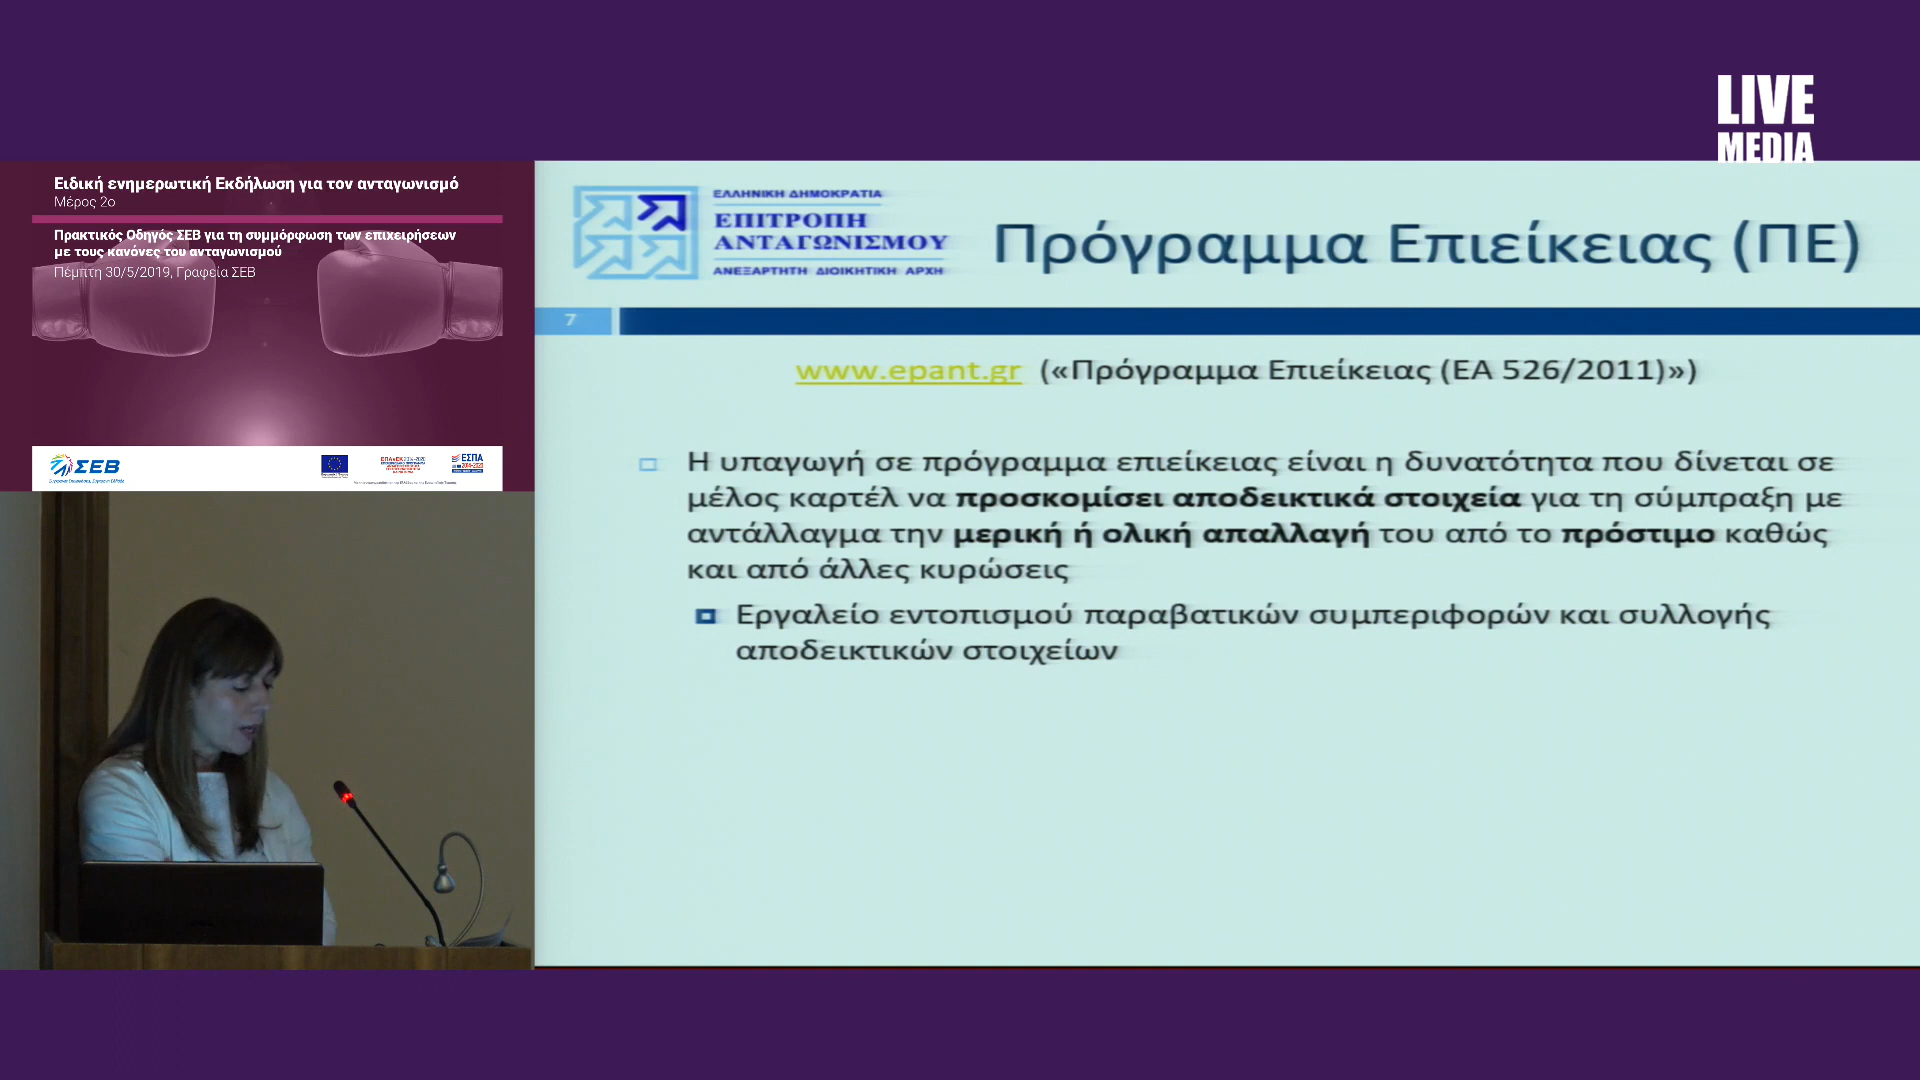 LIVE
MEDIA
Ειδική ενημερωτική Εκδήλωση για τον ανταγωνισμό
Μέρος 2ο
Πρακτικός Οδηγός ΣΕΒ για τη συμμόρφωση των επιχειρήσεων
με τους κανόνες του ανταγωνισμού
Πέμπτη 30/5/2019, Γραφεία ΣΕΒ
ΣΕΒ
ΕΣΠΑ
2014-2020
ΕΛΛΗΝΙΚΗ ΔΗΜΟΚΡΑΤΙΑ
ΕΠΙΤΡΟΠΗ
ΑΝΤΑΓΩΝΙΣΜΟΥ
ΑΝΕΞΑΡΤΗΤΗ ΔΙΟΙΚΗΤΙΚΗ ΑΡΧΗ
Πρόγραμμα Επιείκειας (ΠΕ)
7
www.epant.gr («Πρόγραμμα Επιείκειας (ΕΑ 526/2011)»)
Η υπαγωγή σε πρόγραμμα επιείκειας είναι η δυνατότητα που δίνεται σε
μέλος καρτέλ να προσκομίσει αποδεικτικά στοιχεία για τη σύμπραξη με
αντάλλαγμα την μερική ή ολική απαλλαγή του από το πρόστιμο καθώς
και από άλλες κυρώσεις
Εργαλείο εντοπισμού παραβατικών συμπεριφορών και συλλογής
αποδεικτικών στοιχείων